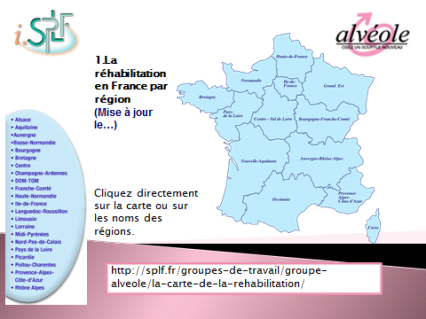 i.SPLF
alvéole
OSEZ UN SOUFFLE NOUVEAU
1.La
réhabilitation
en France par
région
(Mise à jour
le...)
• Alsace
• Aquitaine
•Auvergne
•Basse-Normandie
• Bourgogne
• Bretagne
• Centre
• Champagne-Ardennes
• DOM-TOM
• Franche-Comté
• Haute-Normandie
• Ile-de-France
• Languedoc-Roussillon
• Limousin
• Lorraine
• Midi-Pyrénées
• Nord-Pas-de-Calais
• Pays de la Loire
• Picardie
• Poitou-Charentes
• Provence-Alpes-
Côte-d'Azur
• Rhône Alpes
Hauts-de-France
Normandie
Ile-de-
France
Grand Est
Bretagne
Pays
de la Loire
Centre - Val de Loire
Bourgogne-Franche-Comté
Nouvelle-Aquitaine
Auvergne-Rhône-Alpes
Occitanie
Provence-
Alpes-
Côte d'Azur
Corse
Cliquez directement
sur la carte ou sur
les noms des
régions.
http://splf.fr/groupes-de-travail/groupe-
alveole/la-carte-de-la-rehabilitation/